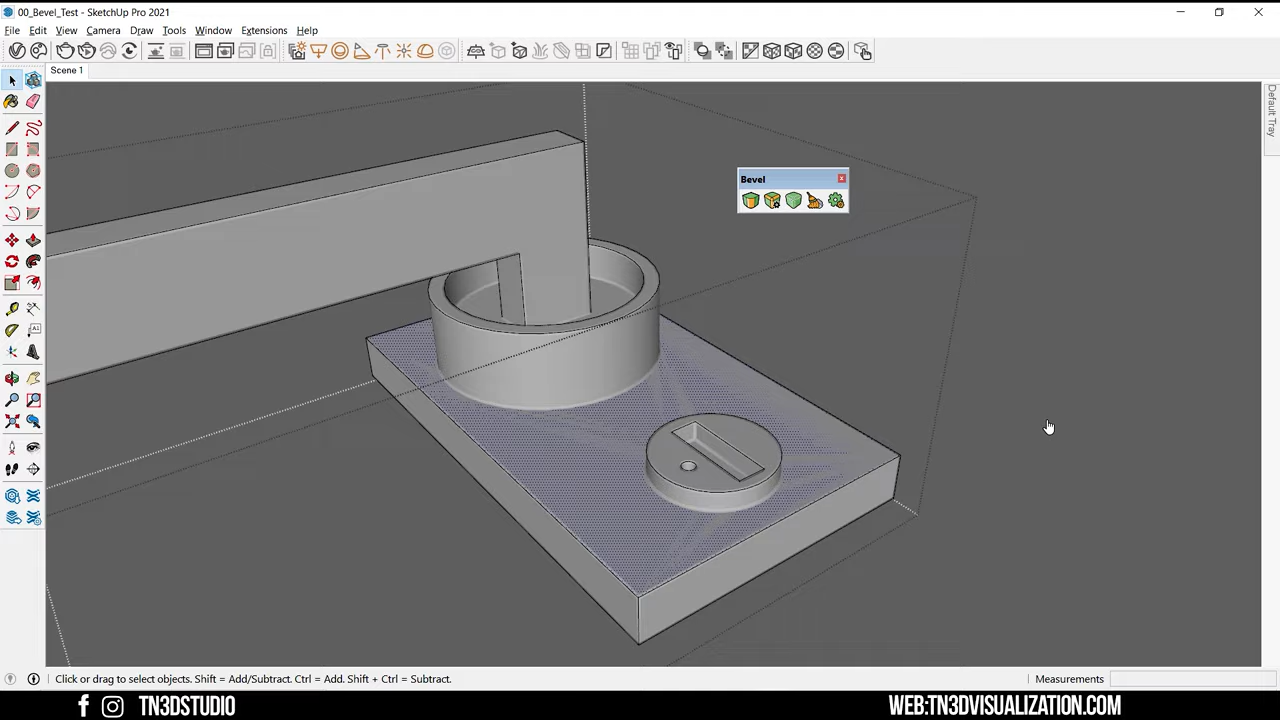 00_Bevel_Test - SketchUp Pro 2021
File Edit View Camera Draw Tools Window Extensions Help
Scene 1
Default Tray
Bevel
Click or drag to select objects. Shift = Add/Subtract. Ctrl = Add. Shift + Ctrl = Subtract.
Measurements
TN3DSTUDIO
WEB:TN3DVISUALIZATION.COM